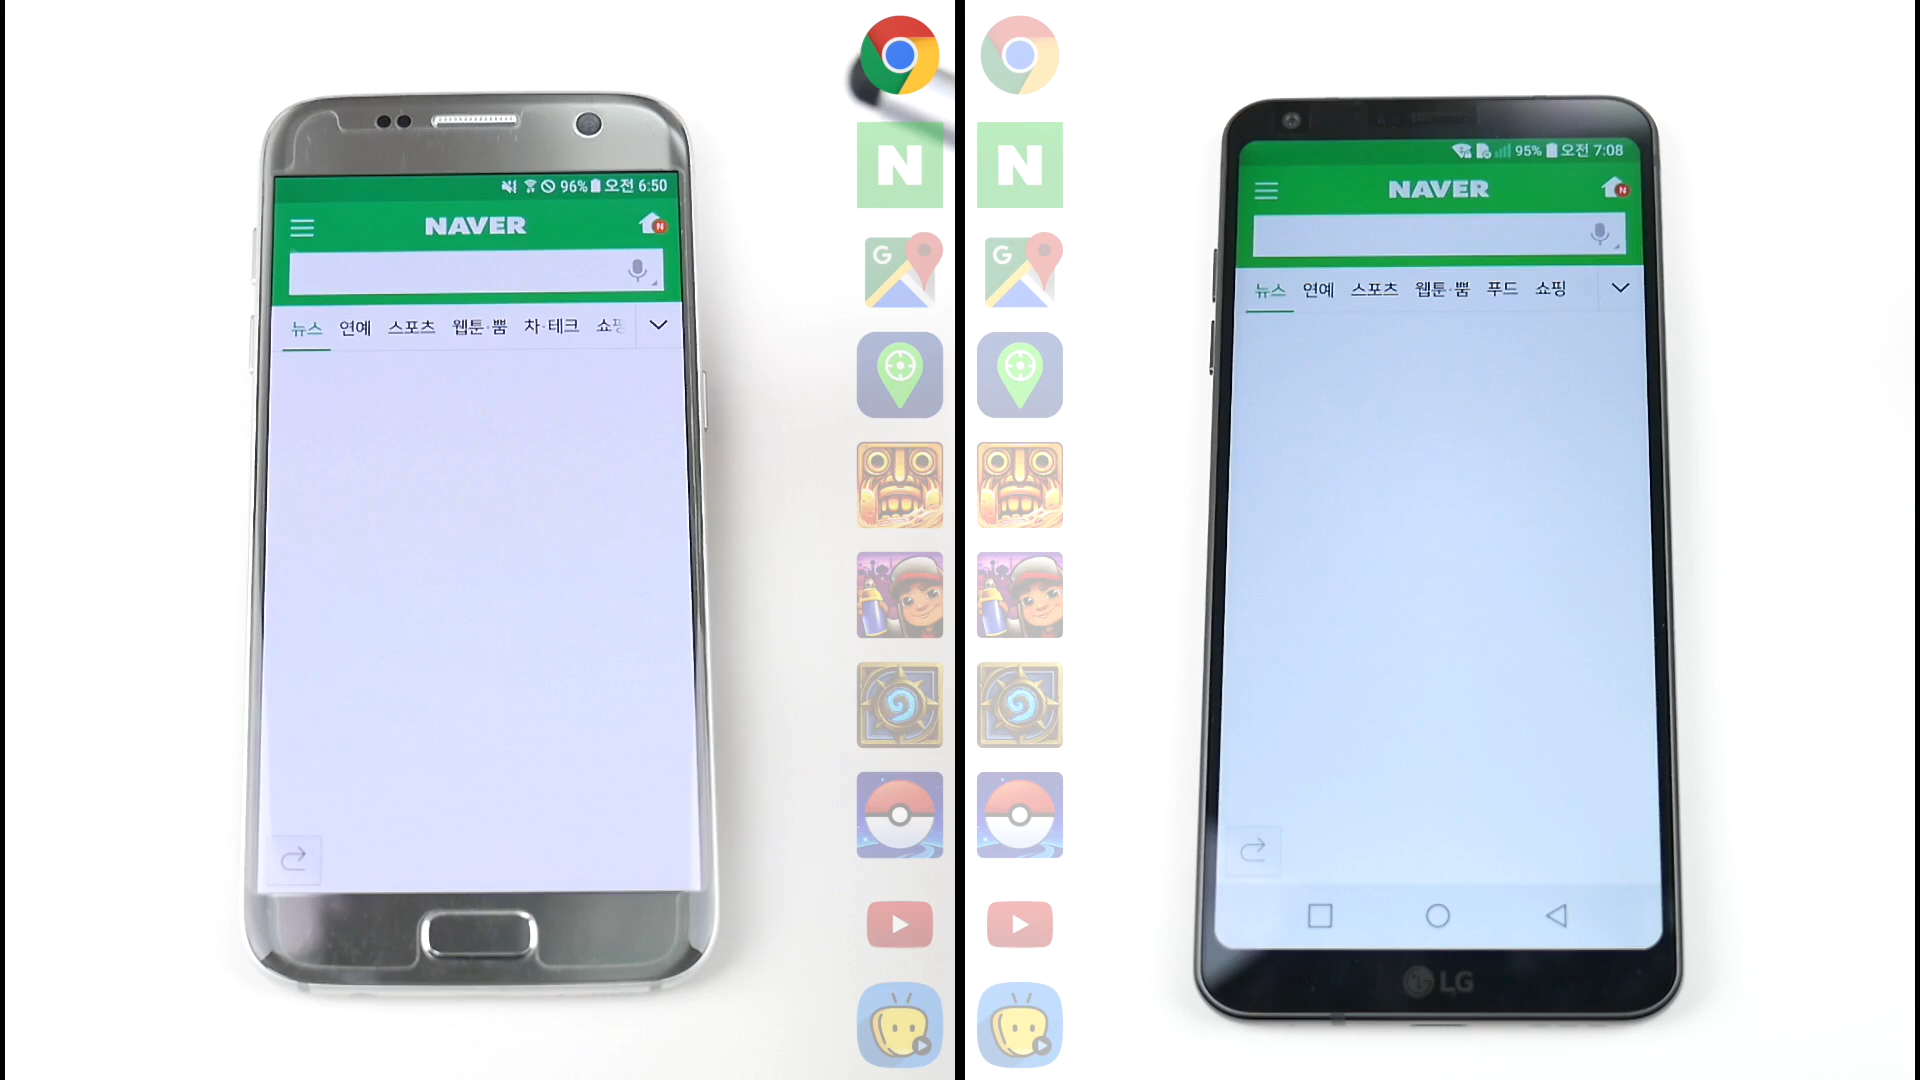 96% 오전 6:50
NAVER
N
뉴스 연예 스포츠 웹툰·뿜 차·테크 쇼핑
N
G
N
G
95% 오전 7:08
NAVER
N
뉴스 연예 스포츠 웹툰·뿜 푸드 쇼핑
LG